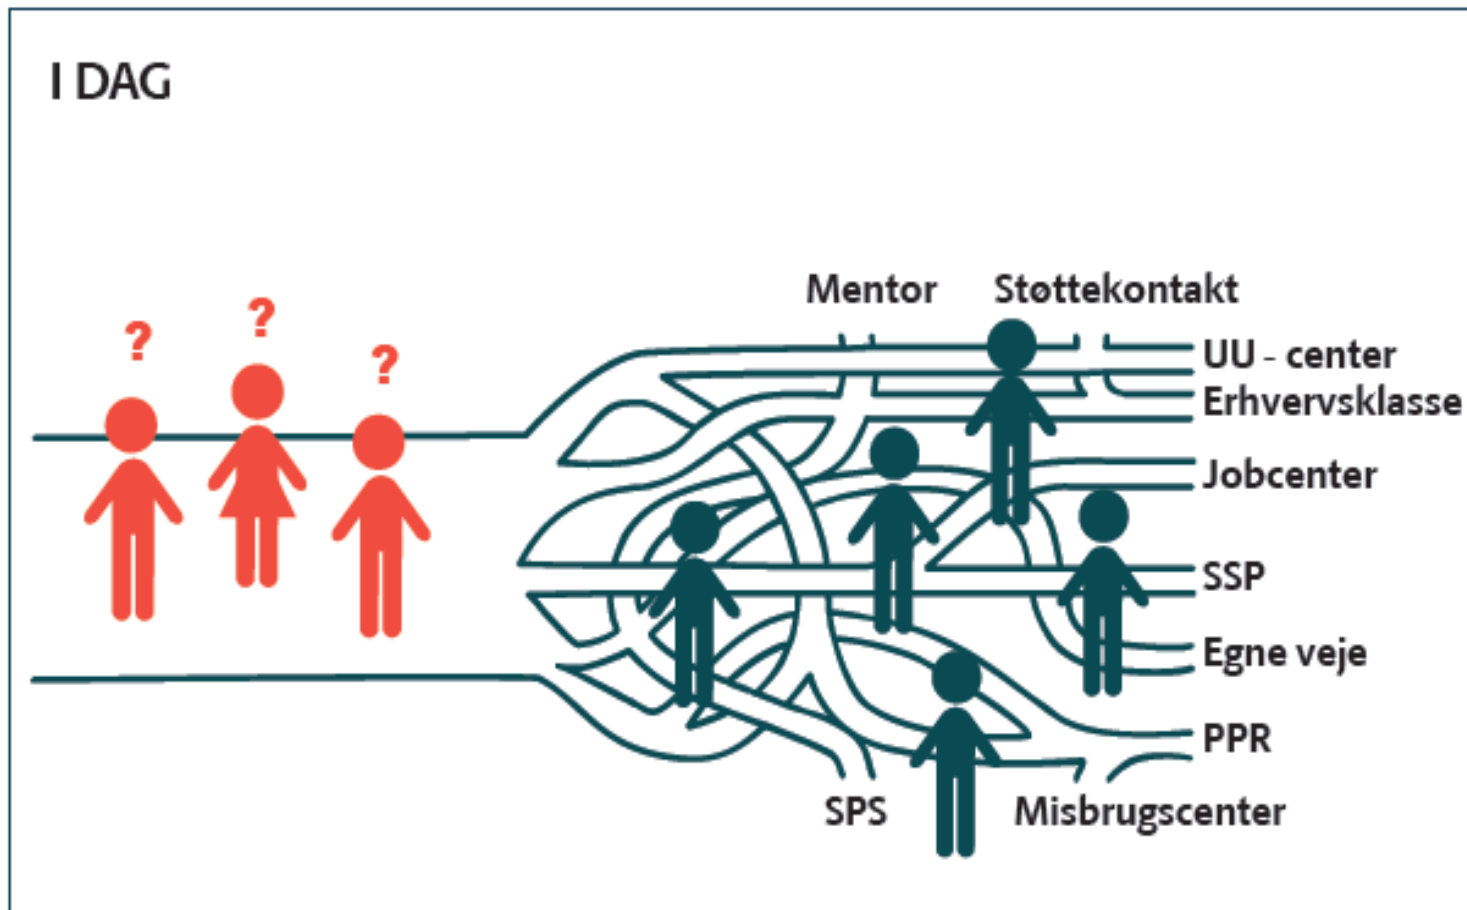 I DAG
?
?
?
Mentor
Støttekontakt
UU - center
Erhvervsklasse
Jobcenter
SSP
Egne veje
PPR
SPS
Misbrugscenter